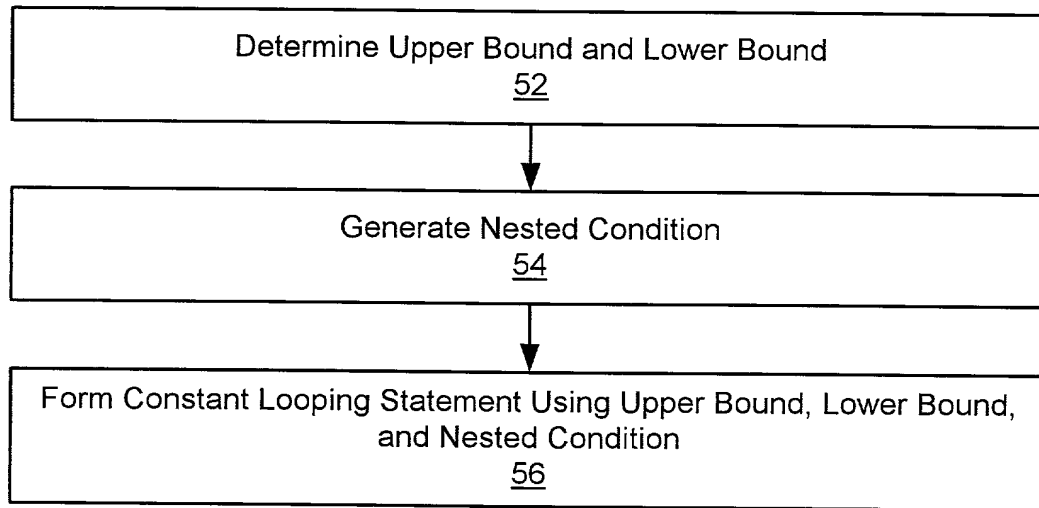 Determine Upper Bound and Lower Bound
52
Generate Nested Condition
54
Form Constant Looping Statement Using Upper Bound, Lower Bound,
and Nested Condition
56